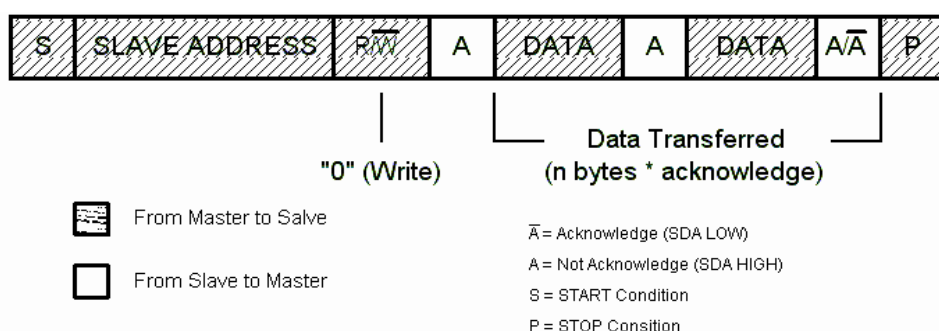 S SLAVE ADDRESS R/W̅ A DATA A DATA A/A̅ P
"0" (Write)
Data Transferred
(n bytes * acknowledge)
From Master to Salve
From Slave to Master
A̅ = Acknowledge (SDA LOW)
A = Not Acknowledge (SDA HIGH)
S = START Condition
P = STOP Consition